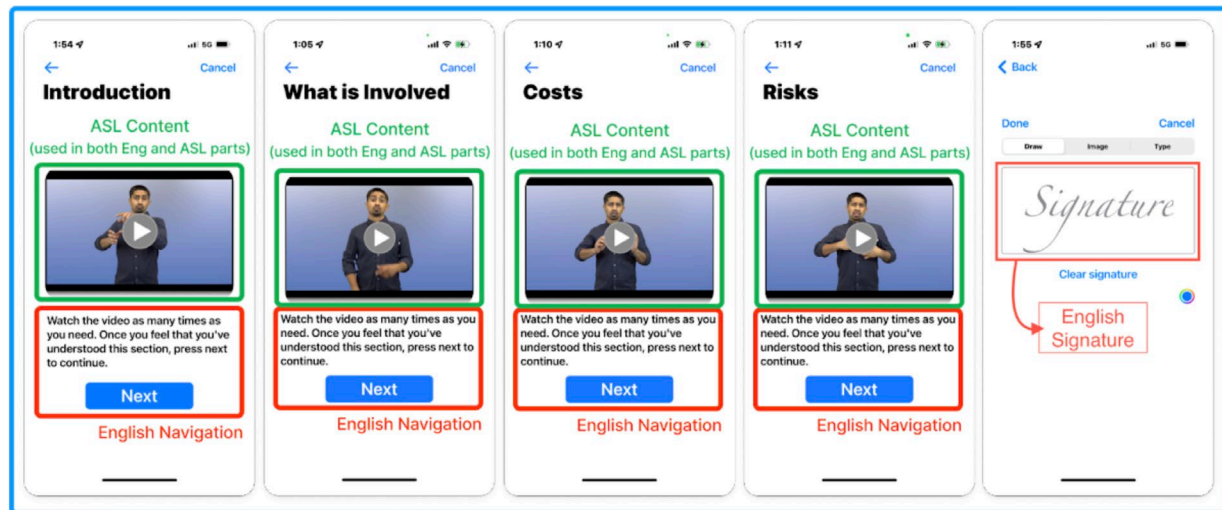 1:54
5G
Cancel
Introduction
ASL Content
(used in both Eng and ASL parts)
Watch the video as many times as
you need. Once you feel that you've
understood this section, press next
to continue.
Next
English Navigation
1:05
Cancel
What is Involved
ASL Content
(used in both Eng and ASL parts)
Watch the video as many times as you
need. Once you feel that you've
understood this section, press next to
continue.
Next
English Navigation
1:10
Cancel
Costs
ASL Content
(used in both Eng and ASL parts)
Watch the video as many times as you
need. Once you feel that you've
understood this section, press next to
continue.
Next
English Navigation
1:11
Cancel
Risks
ASL Content
(used in both Eng and ASL parts)
Watch the video as many times as you
need. Once you feel that you've
understood this section, press next to
continue.
Next
English Navigation
1:55
5G
Back
Done Cancel
Draw Image Type
Signature
Clear signature
English
Signature